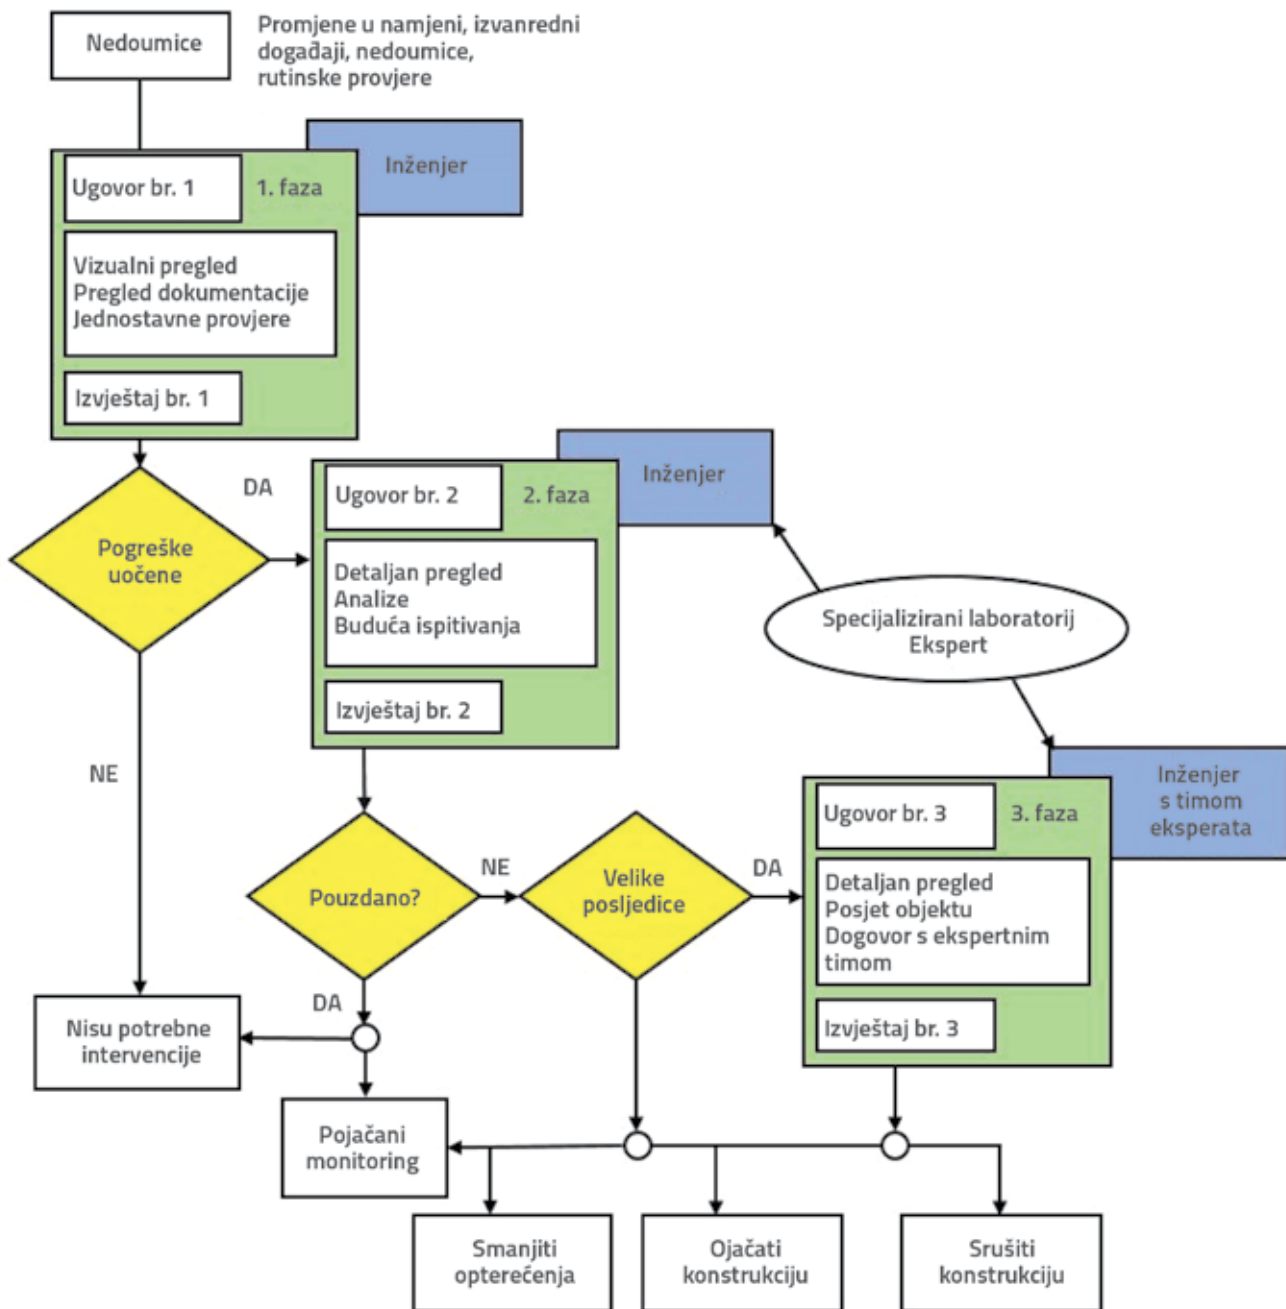 Nedoumice
Promjene u namjeni, izvanredni
događaji, nedoumice,
rutinske provjere
Inženjer
Ugovor br. 1
1. faza
Vizualni pregled
Pregled dokumentacije
Jednostavne provjere
Izvještaj br. 1
DA
Pogreške
uočene
NE
Inženjer
Ugovor br. 2
2. faza
Detaljan pregled
Analize
Buduća ispitivanja
Izvještaj br. 2
Specijalizirani laboratorij
Ekspert
Inženjer
s timom
eksperata
Pouzdano?
NE
DA
Velike
posljedice
DA
Ugovor br. 3
3. faza
Detaljan pregled
Posjet objektu
Dogovor s ekspertnim
timom
Izvještaj br. 3
Nisu potrebne
intervencije
Pojačani
monitoring
Smanjiti
opterećenja
Ojačati
konstrukciju
Srušiti
konstrukciju